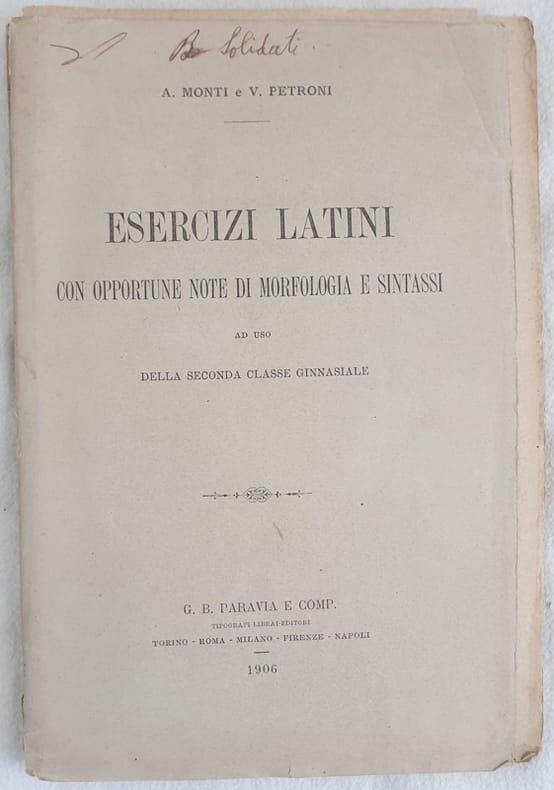 B. Solidati.
A. MONTI e V. PETRONI
ESERCIZI LATINI
CON OPPORTUNE NOTE DI MORFOLOGIA E SINTASSI
AD USO
DELLA SECONDA CLASSE GINNASIALE
G. B. PARAVIA E COMP.
TIPOGRAFI LIBRAI-EDITORI
TORINO - ROMA - MILANO - FIRENZE - NAPOLI
1906